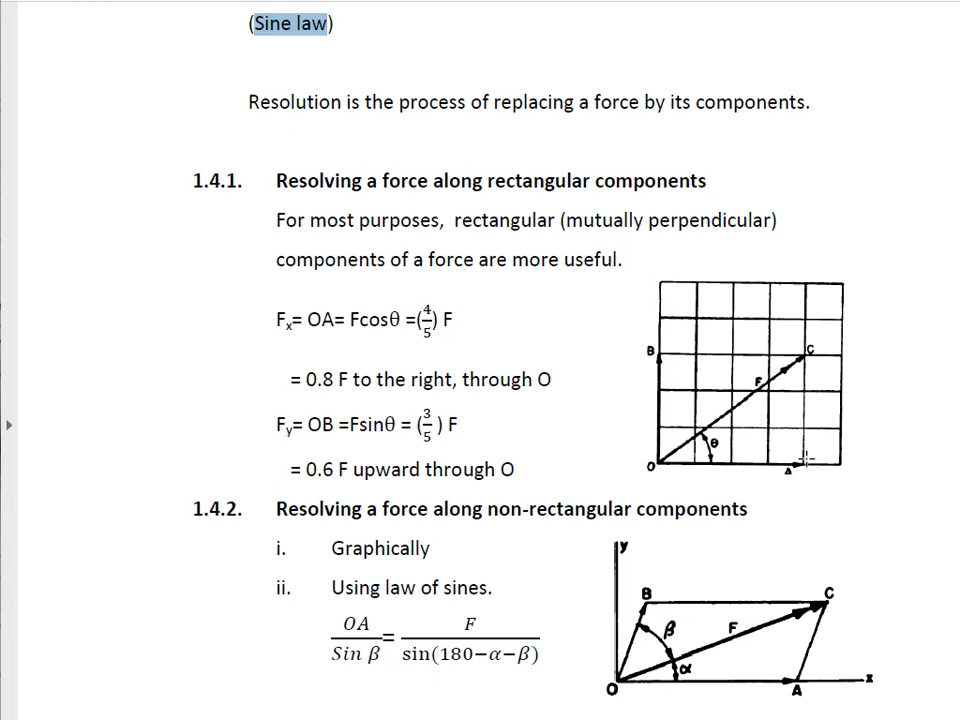 (Sine law)
Resolution is the process of replacing a force by its components.
1.4.1. Resolving a force along rectangular components
For most purposes, rectangular (mutually perpendicular)
components of a force are more useful.
Fx= OA= Fcosθ =(4/5) F
= 0.8 F to the right, through O
Fy= OB =Fsinθ = (3/5) F
= 0.6 F upward through O
B
C
F
θ
O
A
1.4.2. Resolving a force along non-rectangular components
i. Graphically
ii. Using law of sines.
OA/Sin β = F/sin(180−α−β)
y
B
C
β
F
α
O
A
x